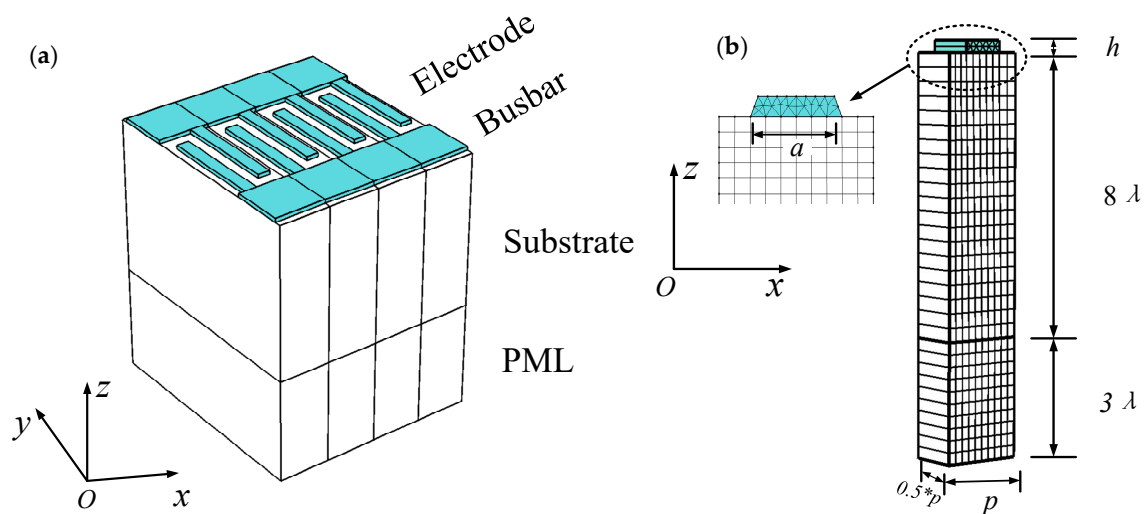 (a)
Electrode
Busbar
Substrate
PML
z
y
O
x
(b)
h
a
z
O
x
8 λ
3 λ
0.5*p
p